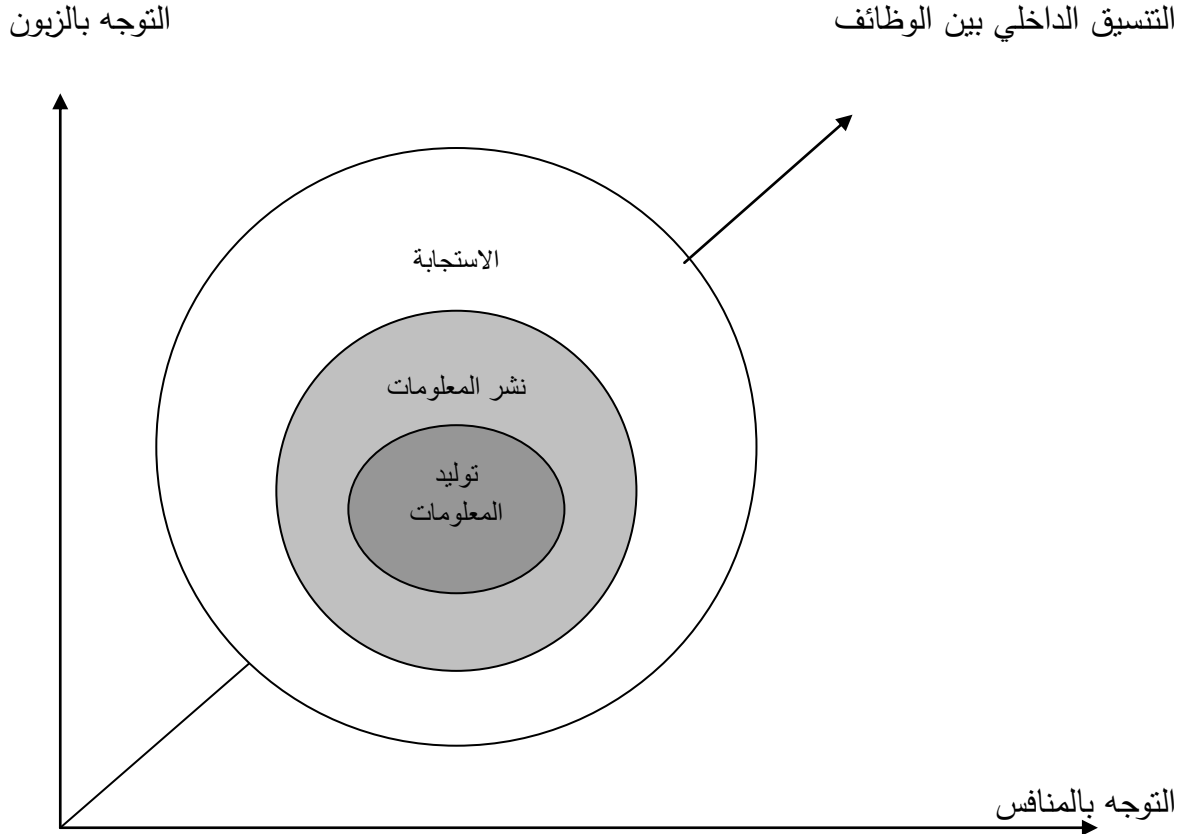 التنسيق الداخلي بين الوظائف
التوجه بالزبون
الاستجابة
نشر المعلومات
توليد
المعلومات
التوجه بالمنافس